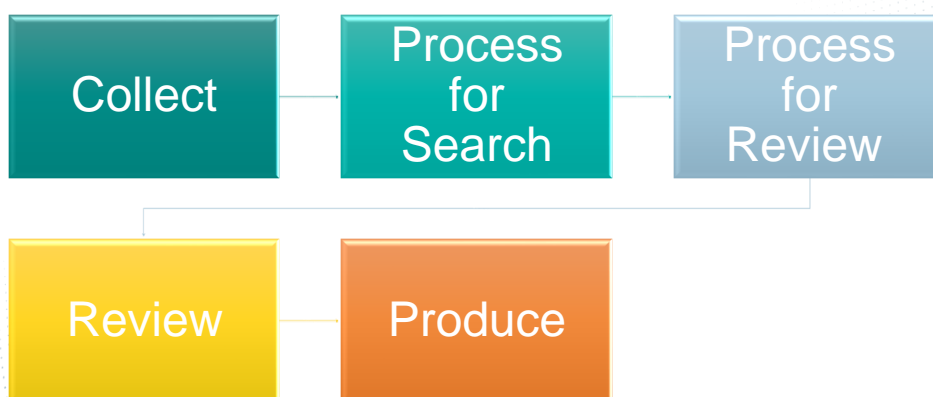 Collect
Process
for
Search
Process
for
Review
Review
Produce